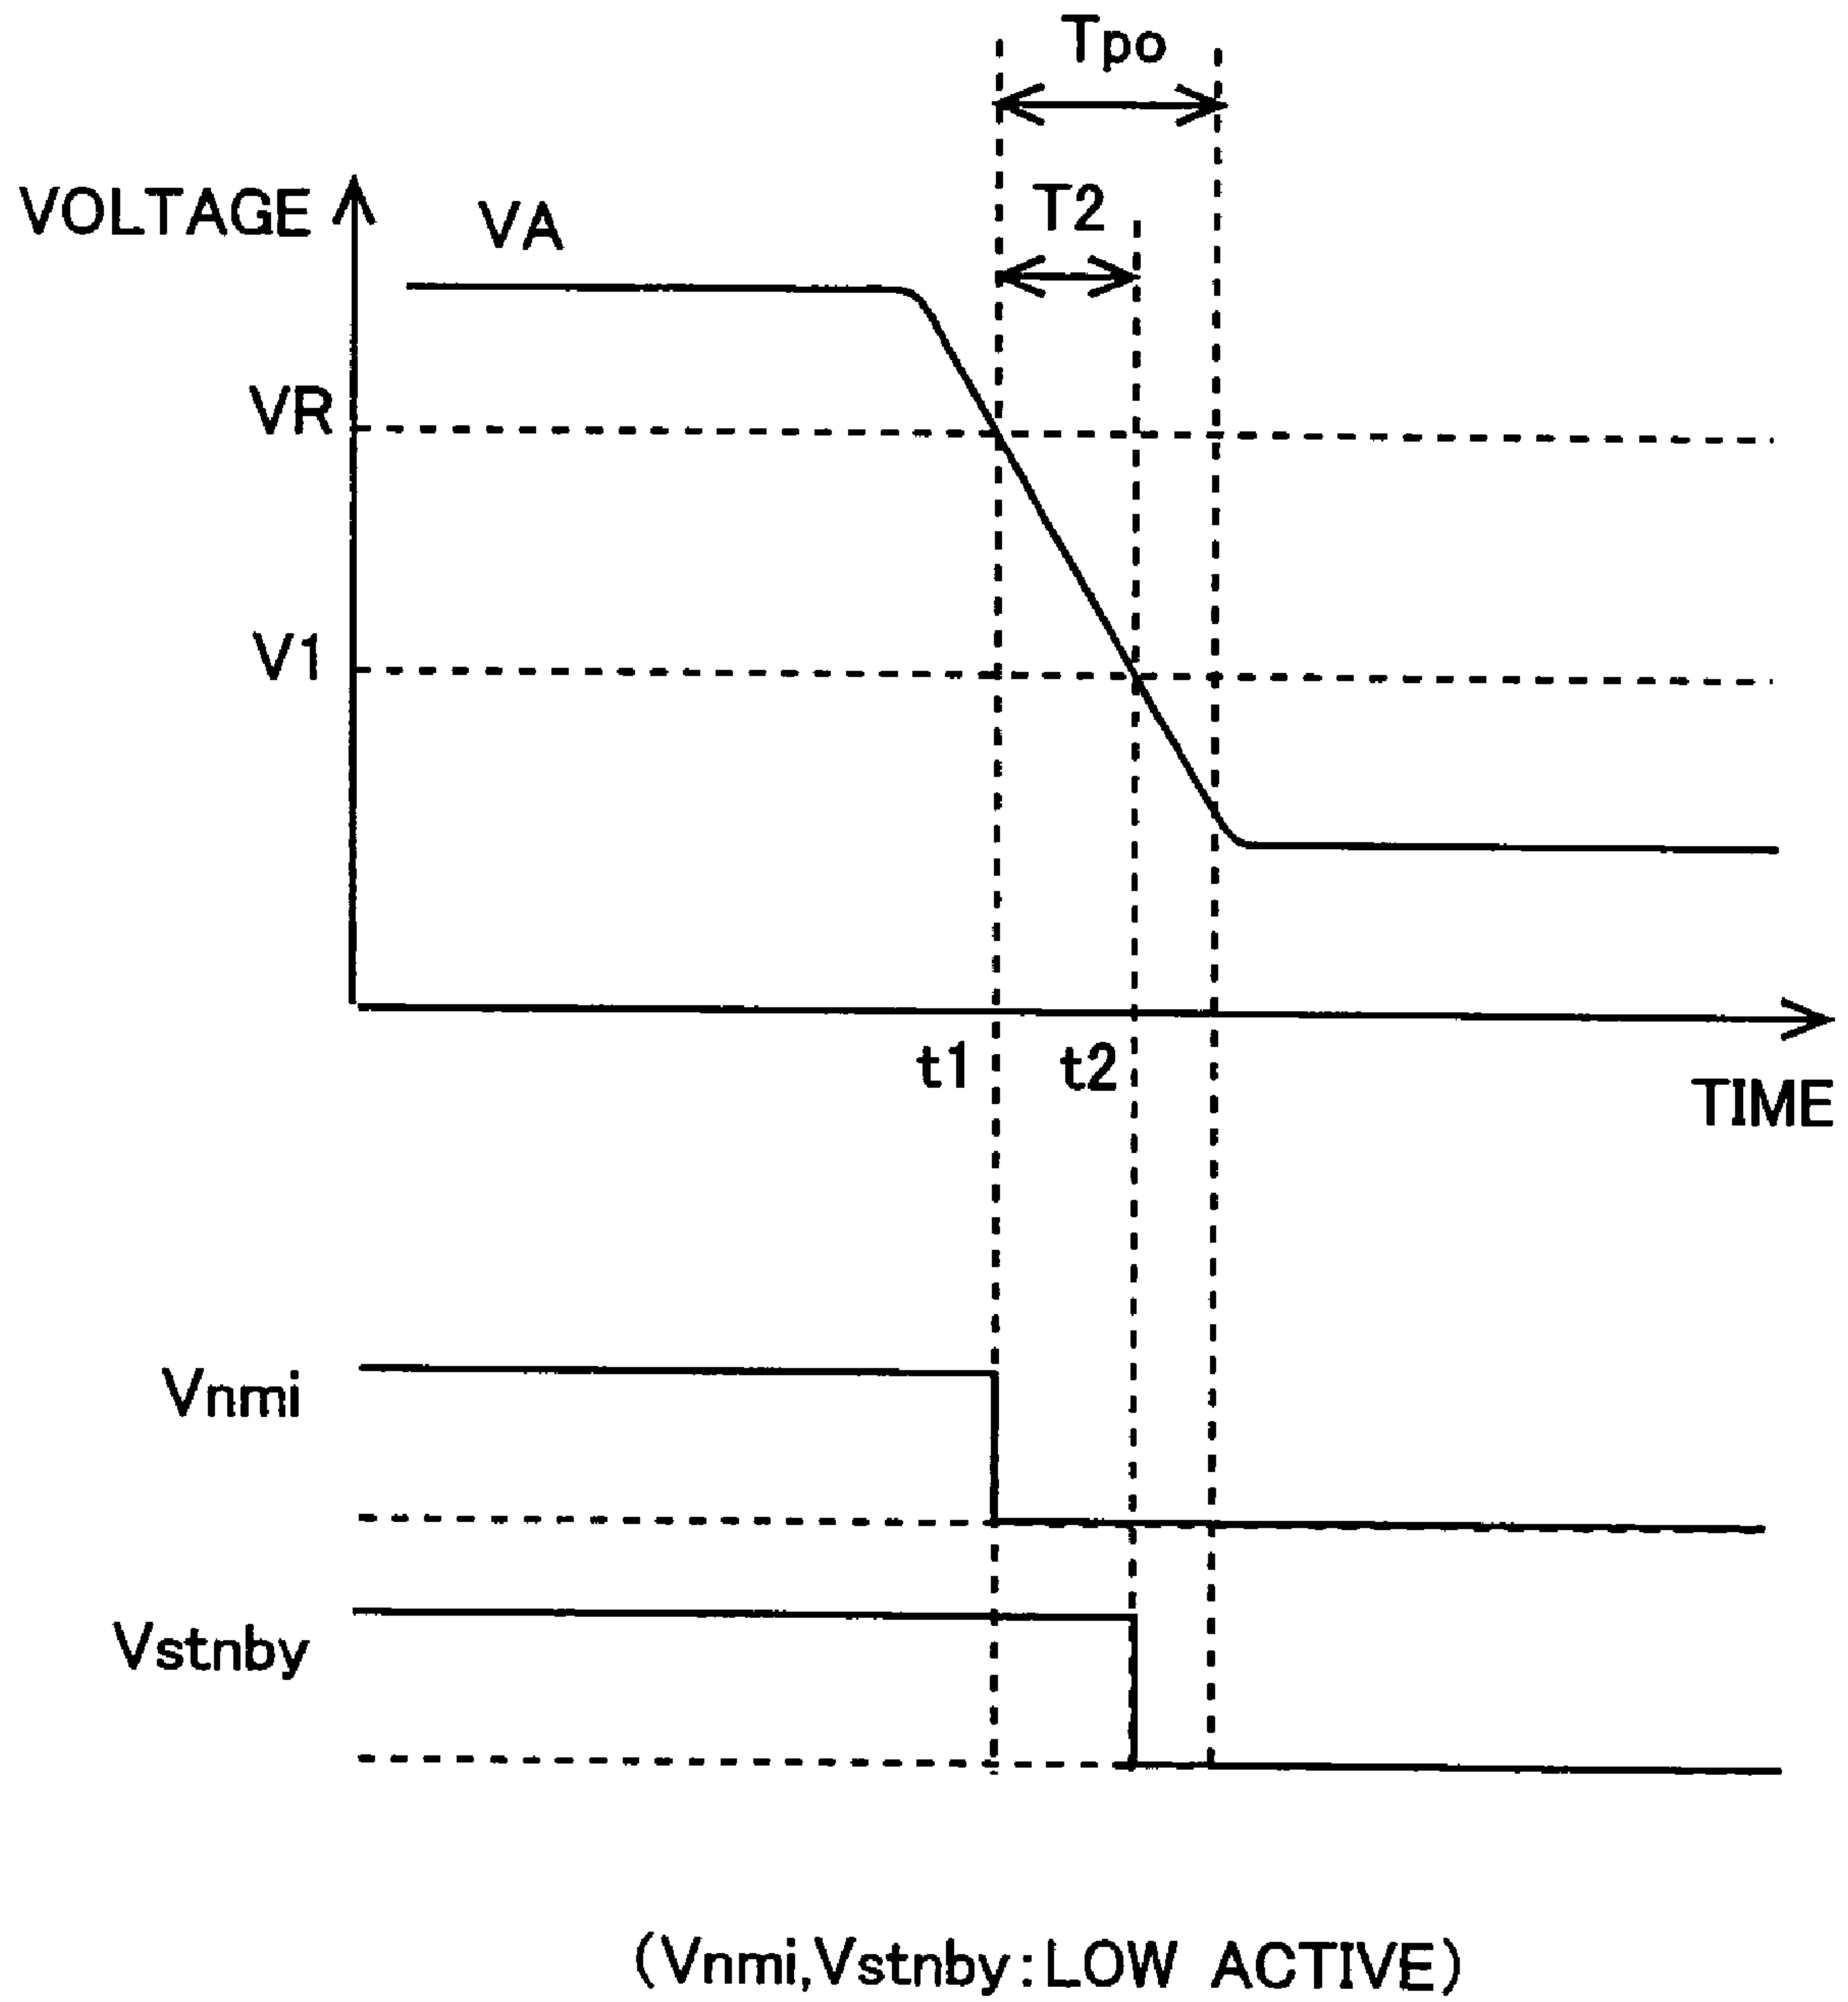 Tpo
VOLTAGE
VA
T2
VR
V1
t1
t2
TIME
Vnmi
Vstnby
(Vnmi,Vstnby:LOW ACTIVE)